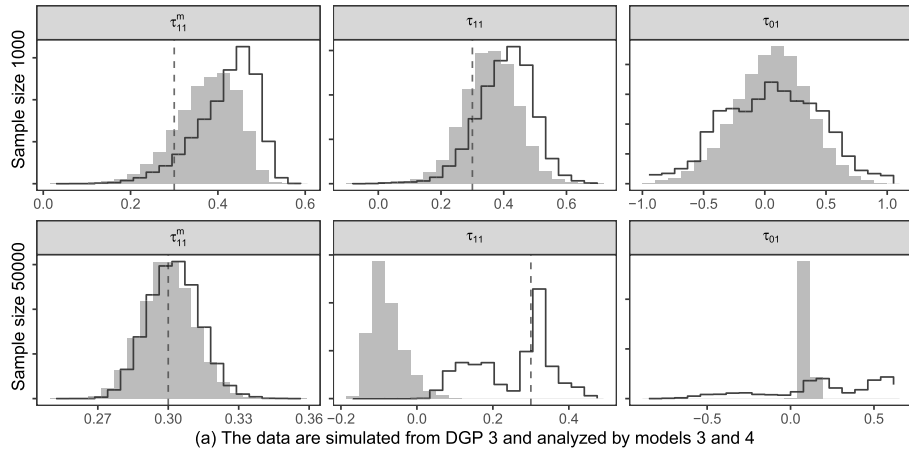 τ₁₁ᵐ τ₁₁ τ₀₁
Sample size 1000
0.0 0.2 0.4 0.6 0.0 0.2 0.4 0.6 −1.0 −0.5 0.0 0.5 1.0
τ₁₁ᵐ τ₁₁ τ₀₁
Sample size 50000
0.27 0.30 0.33 0.36 −0.2 0.0 0.2 0.4 −0.5 0.0 0.5
(a) The data are simulated from DGP 3 and analyzed by models 3 and 4